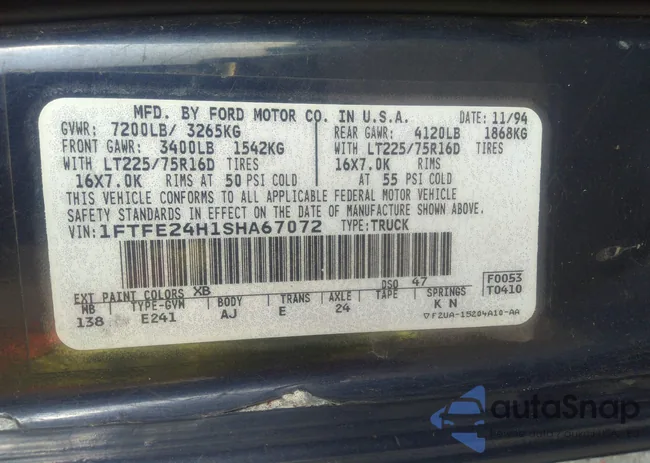 MFD. BY FORD MOTOR CO. IN U.S.A.
GVWR: 7200LB/ 3265KG DATE: 11/94
FRONT GAWR: 3400LB 1542KG REAR GAWR: 4120LB 1868KG
WITH LT225/75R16D TIRES WITH LT225/75R16D TIRES
16X7.0K RIMS AT 50 PSI COLD 16X7.0K RIMS AT 55 PSI COLD
THIS VEHICLE CONFORMS TO ALL APPLICABLE FEDERAL MOTOR VEHICLE
SAFETY STANDARDS IN EFFECT ON THE DATE OF MANUFACTURE SHOWN ABOVE.
VIN: 1FTFE24H1SHA67072 TYPE: TRUCK
EXT PAINT COLORS XB DSO 47 F0053
WB TYPE-GVW BODY TRANS AXLE TAPE SPRINGS T0410
138 E241 AJ E 24 K N F2UA-15204A10-AA
autoSnap